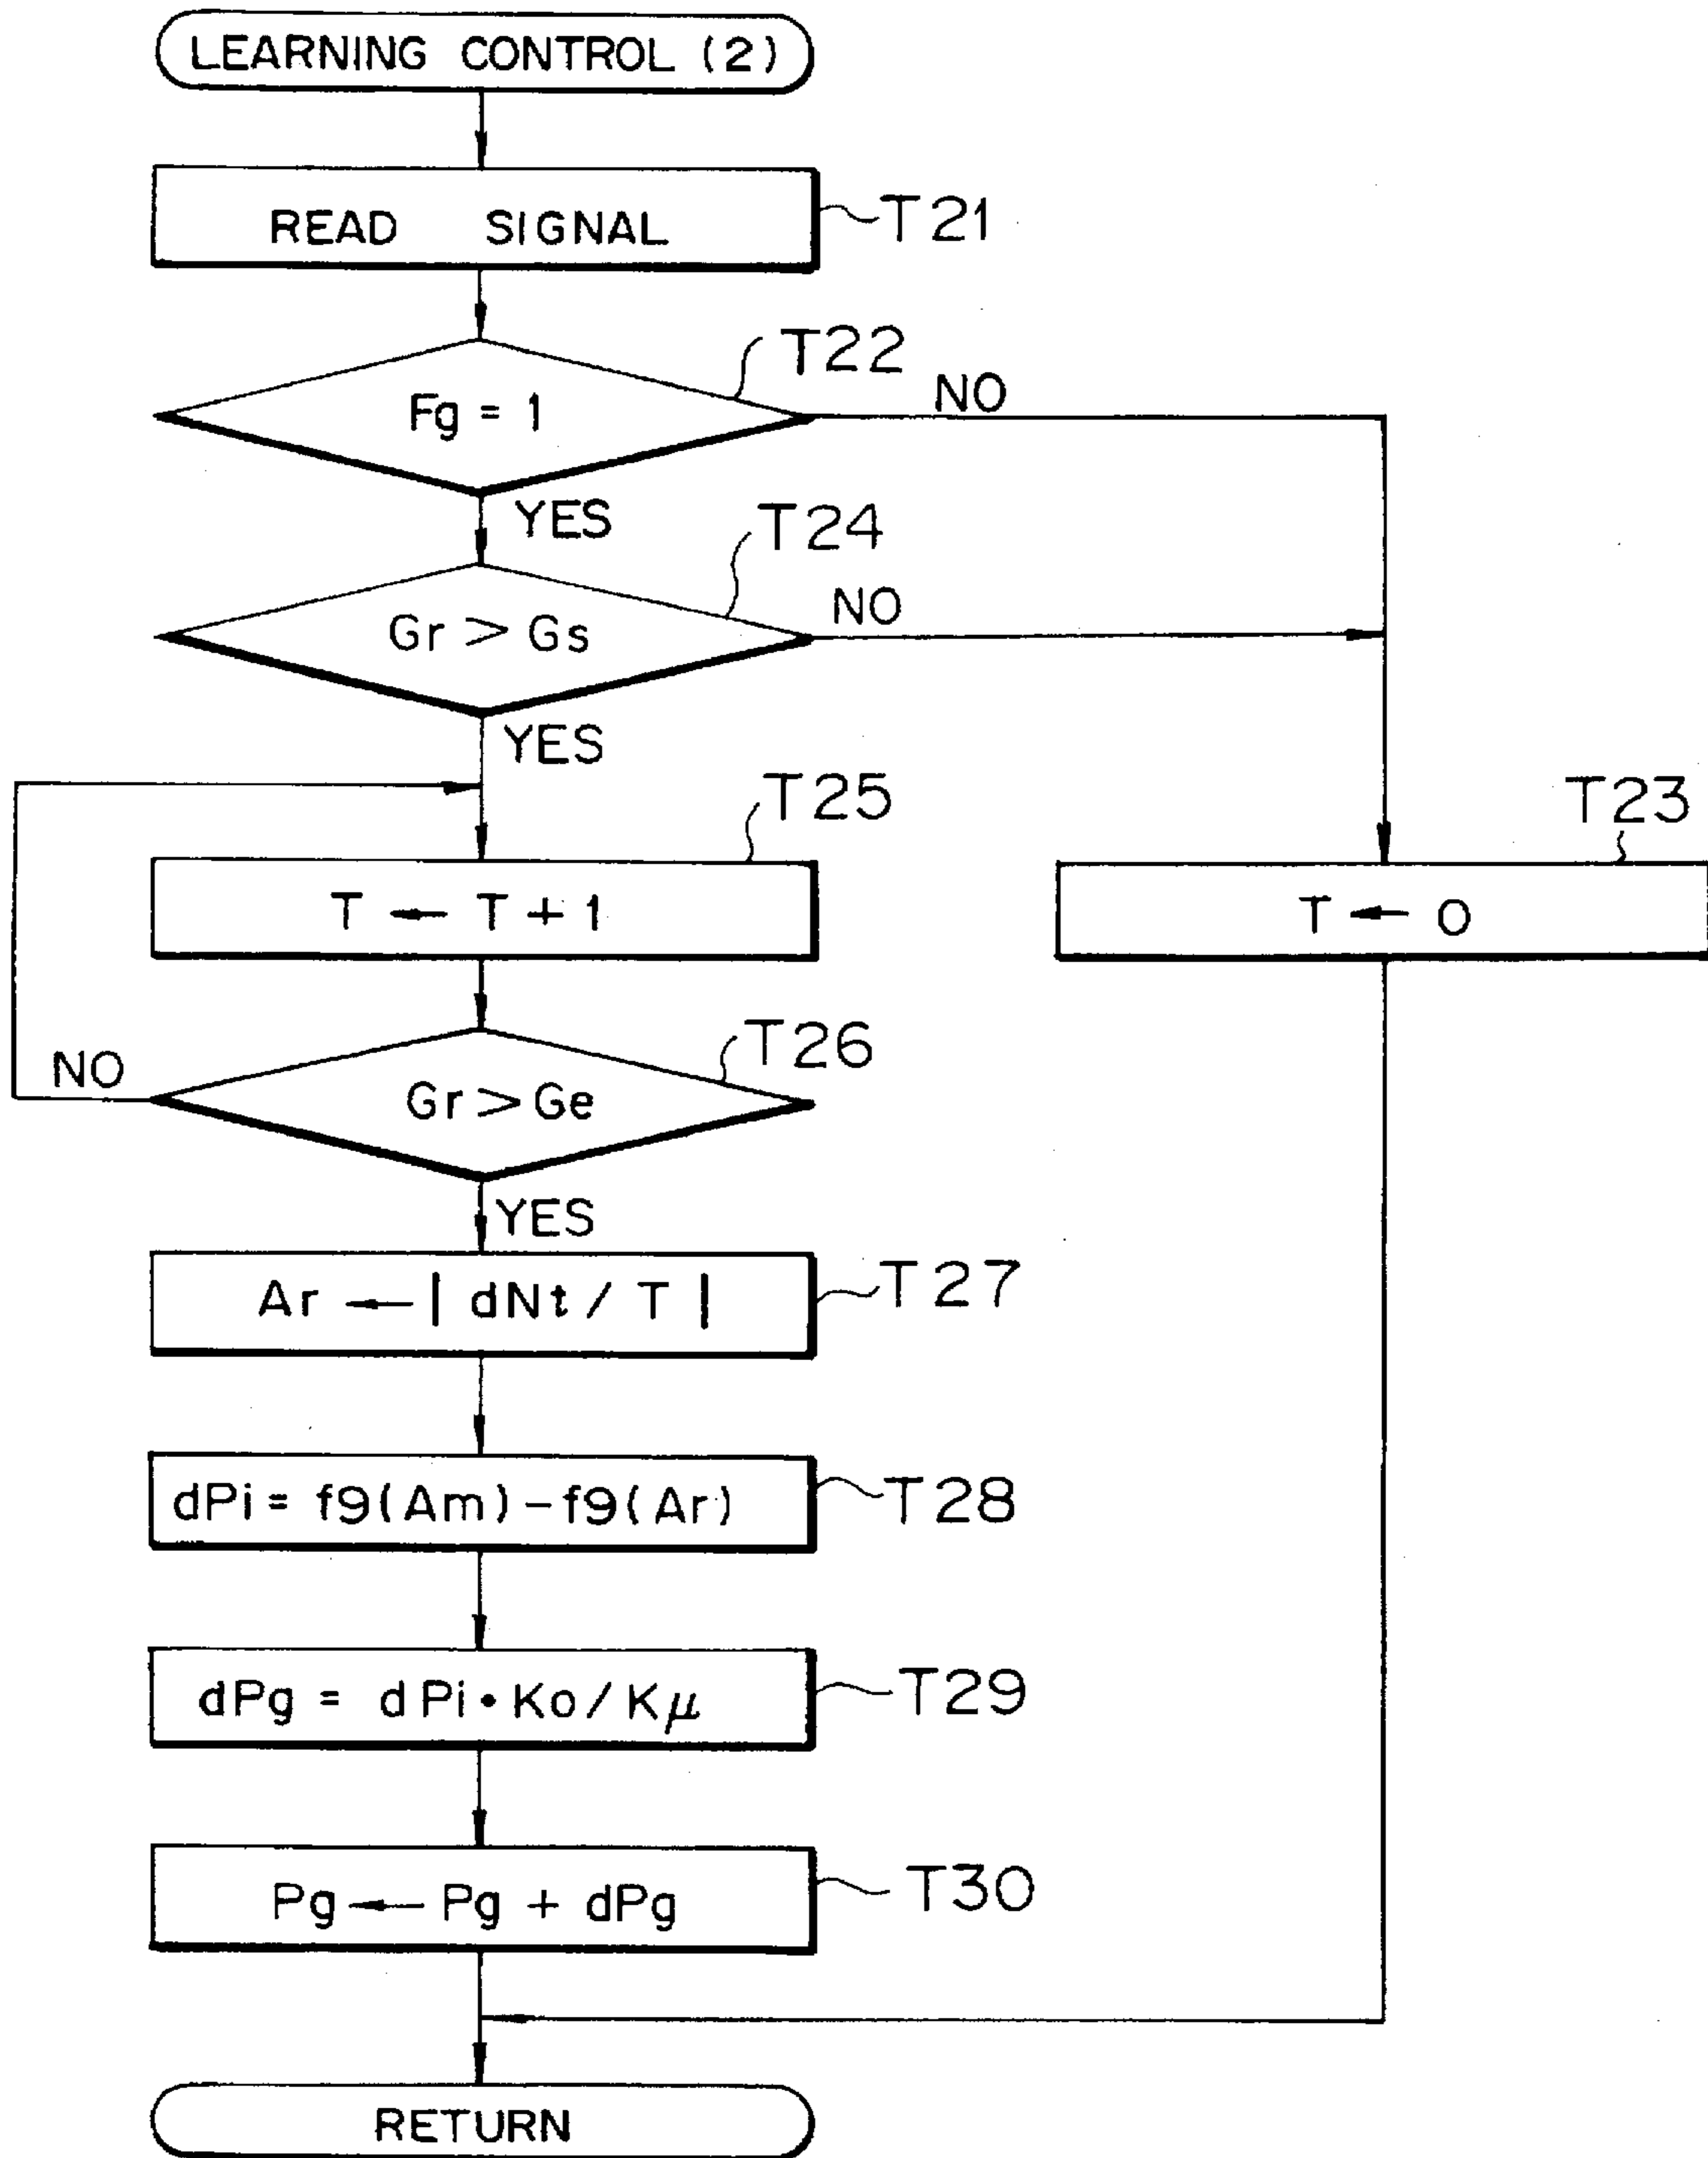 LEARNING CONTROL (2)
READ SIGNAL
T21
T22
Fg = 1
NO
YES
T24
Gr > Gs
NO
YES
T25
T ← T + 1
T23
T ← 0
T26
Gr > Ge
NO
YES
Ar ← | dNt / T |
T27
dPi = f9(Am) – f9(Ar)
T28
dPg = dPi • Ko / Kμ
T29
Pg ← Pg + dPg
T30
RETURN